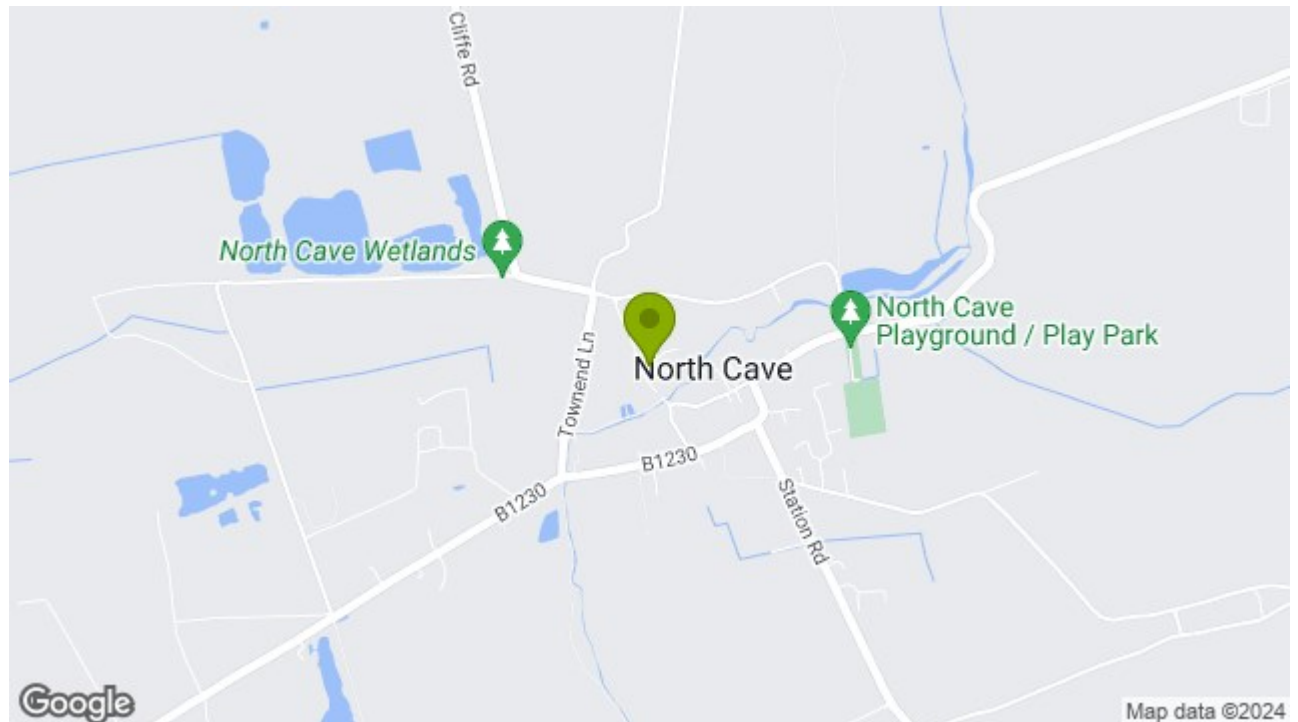 Cliffe Rd
North Cave Wetlands
North Cave
Playground / Play Park
Townend Ln
North Cave
B1230
B1230
Station Rd
Google
Map data ©2024